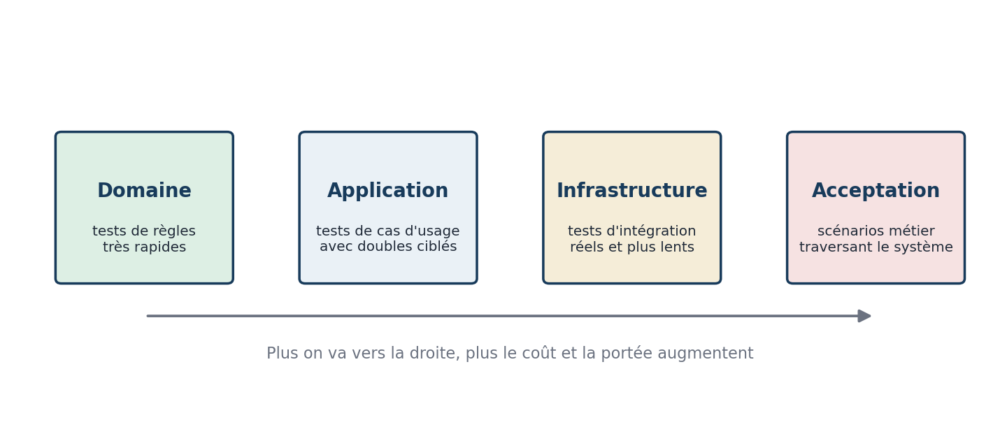 Domaine
tests de règles
très rapides
Application
tests de cas d'usage
avec doubles ciblés
Infrastructure
tests d'intégration
réels et plus lents
Acceptation
scénarios métier
traversant le système
Plus on va vers la droite, plus le coût et la portée augmentent